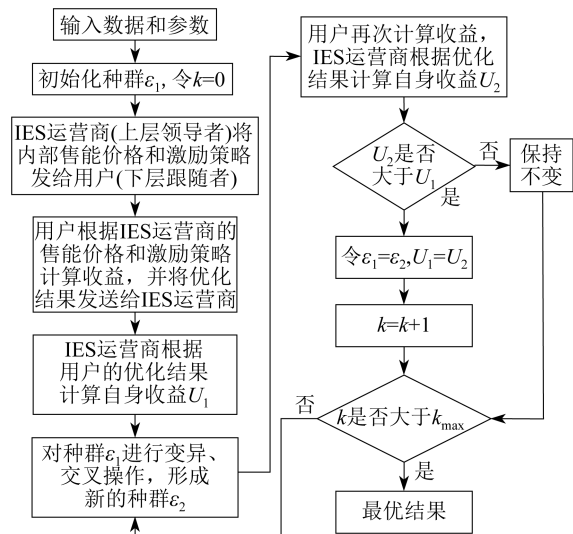 输入数据和参数
初始化种群ε₁,令k=0
IES运营商(上层领导者)将
内部售能价格和激励策略
发给用户(下层跟随者)
用户根据IES运营商的
售能价格和激励策略
计算收益，并将优化
结果发送给IES运营商
IES运营商根据
用户的优化结果
计算自身收益U₁
对种群ε₁进行变异、
交叉操作，形成
新的种群ε₂
用户再次计算收益，
IES运营商根据优化
结果计算自身收益U₂
U₂是否
大于U₁
否
保持
不变
是
令ε₁=ε₂,U₁=U₂
k=k+1
k是否大于kₘₐₓ
否
是
最优结果